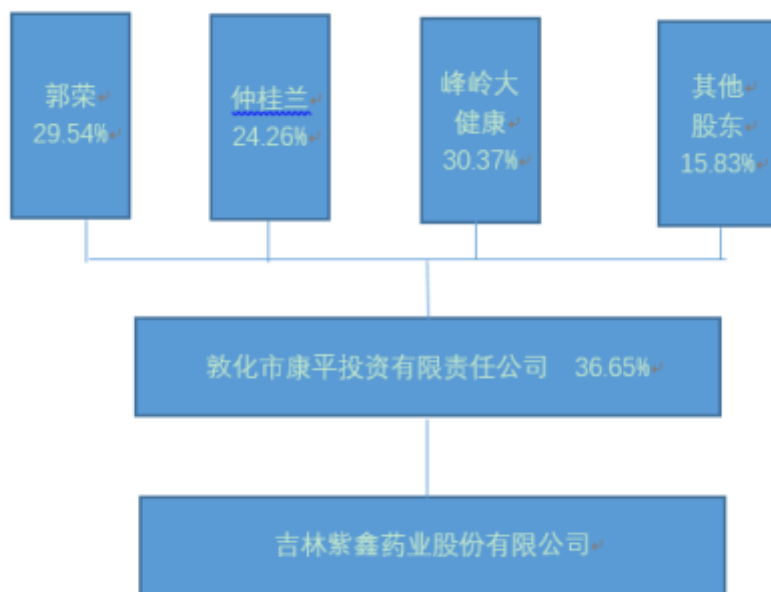 郭荣
29.54%
仲桂兰
24.26%
峰岭大
健康
30.37%
其他
股东
15.83%
敦化市康平投资有限责任公司 36.65%
吉林紫鑫药业股份有限公司